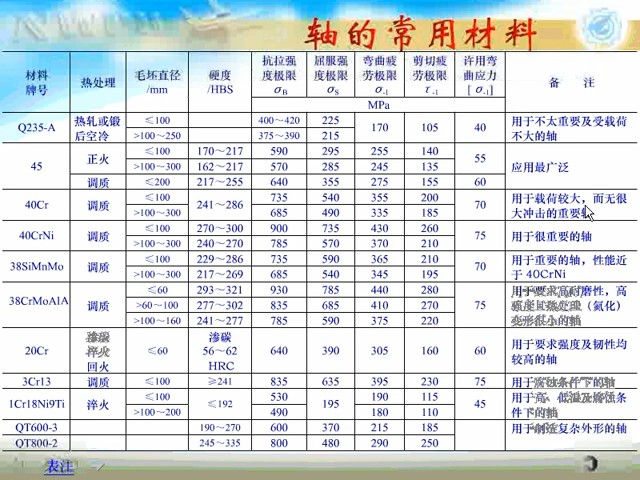 轴的常用材料
材料牌号 热处理 毛坯直径/mm 硬度/HBS 抗拉强度极限σB 屈服强度极限σS 弯曲疲劳极限σ-1 剪切疲劳极限τ-1 许用弯曲应力[σ-1] 备 注
MPa
Q235-A 热轧或锻后空冷 ≤100 400~420 225 170 105 40 用于不太重要及受载荷不大的轴
>100~250 375~390 215
45 正火 ≤100 170~217 590 295 255 140 55 应用最广泛
>100~300 162~217 570 285 245 135
调质 ≤200 217~255 640 355 275 155 60
40Cr 调质 ≤100 241~286 735 540 355 200 70 用于载荷较大，而无很大冲击的重要轴
>100~300 685 490 335 185
40CrNi 调质 ≤100 270~300 900 735 430 260 75 用于很重要的轴
>100~300 240~270 785 570 370 210
38SiMnMo 调质 ≤100 229~286 735 590 365 210 70 用于重要的轴，性能近于 40CrNi
>100~300 217~269 685 540 345 195
38CrMoAlA 调质 ≤60 293~321 930 785 440 280 75 用于要求高耐磨性，高强度且热处理（氮化）变形很小的轴
>60~100 277~302 835 685 410 270
>100~160 241~277 785 590 375 220
20Cr 渗碳淬火回火 ≤60 渗碳 56~62 HRC 640 390 305 160 60 用于要求强度及韧性均较高的轴
3Cr13 调质 ≤100 ≥241 835 635 395 230 75 用于腐蚀条件下的轴
1Cr18Ni9Ti 淬火 ≤100 ≤192 530 195 190 115 45 用于高、低温及腐蚀条件下的轴
>100~200 490 180 110
QT600-3 190~270 600 370 215 185 用于制造复杂外形的轴
QT800-2 245~335 800 480 290 250
表注